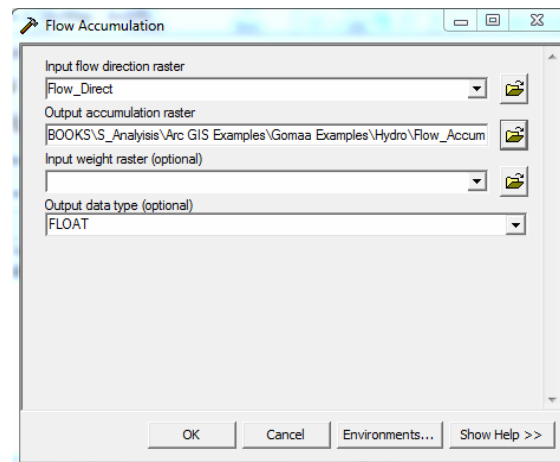 Flow Accumulation
Input flow direction raster
Flow_Direct
Output accumulation raster
BOOKS\S_Analyisis\Arc GIS Examples\Gomaa Examples\Hydro\Flow_Accum
Input weight raster (optional)
Output data type (optional)
FLOAT
OK Cancel Environments... Show Help >>